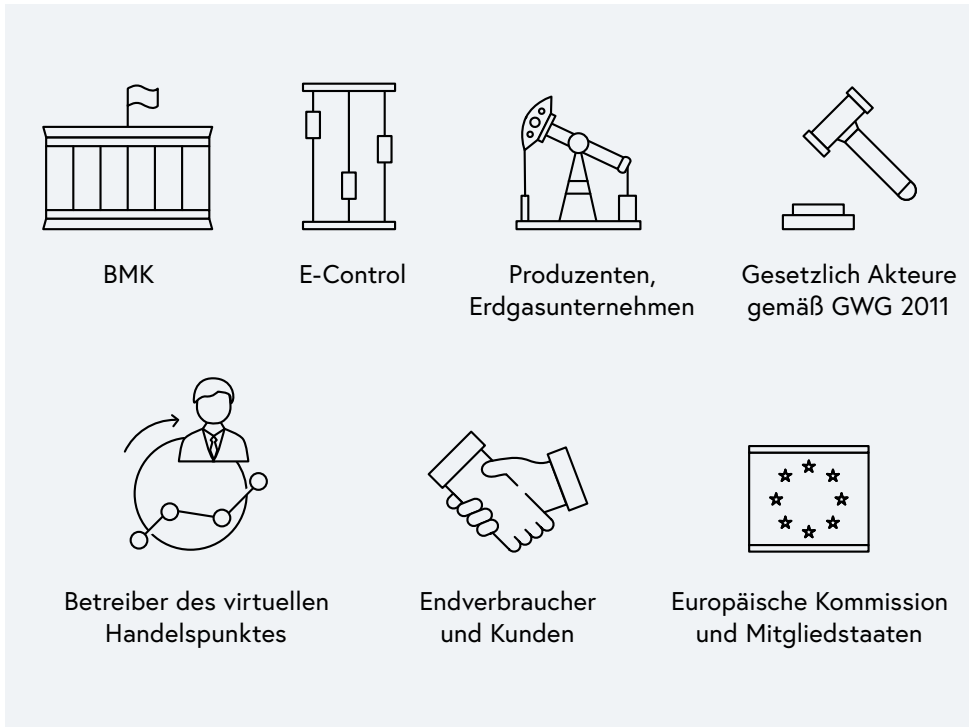 BMK
E-Control
Produzenten,
Erdgasunternehmen
Gesetzlich Akteure
gemäß GWG 2011
Betreiber des virtuellen
Handelspunktes
Endverbraucher
und Kunden
Europäische Kommission
und Mitgliedstaaten